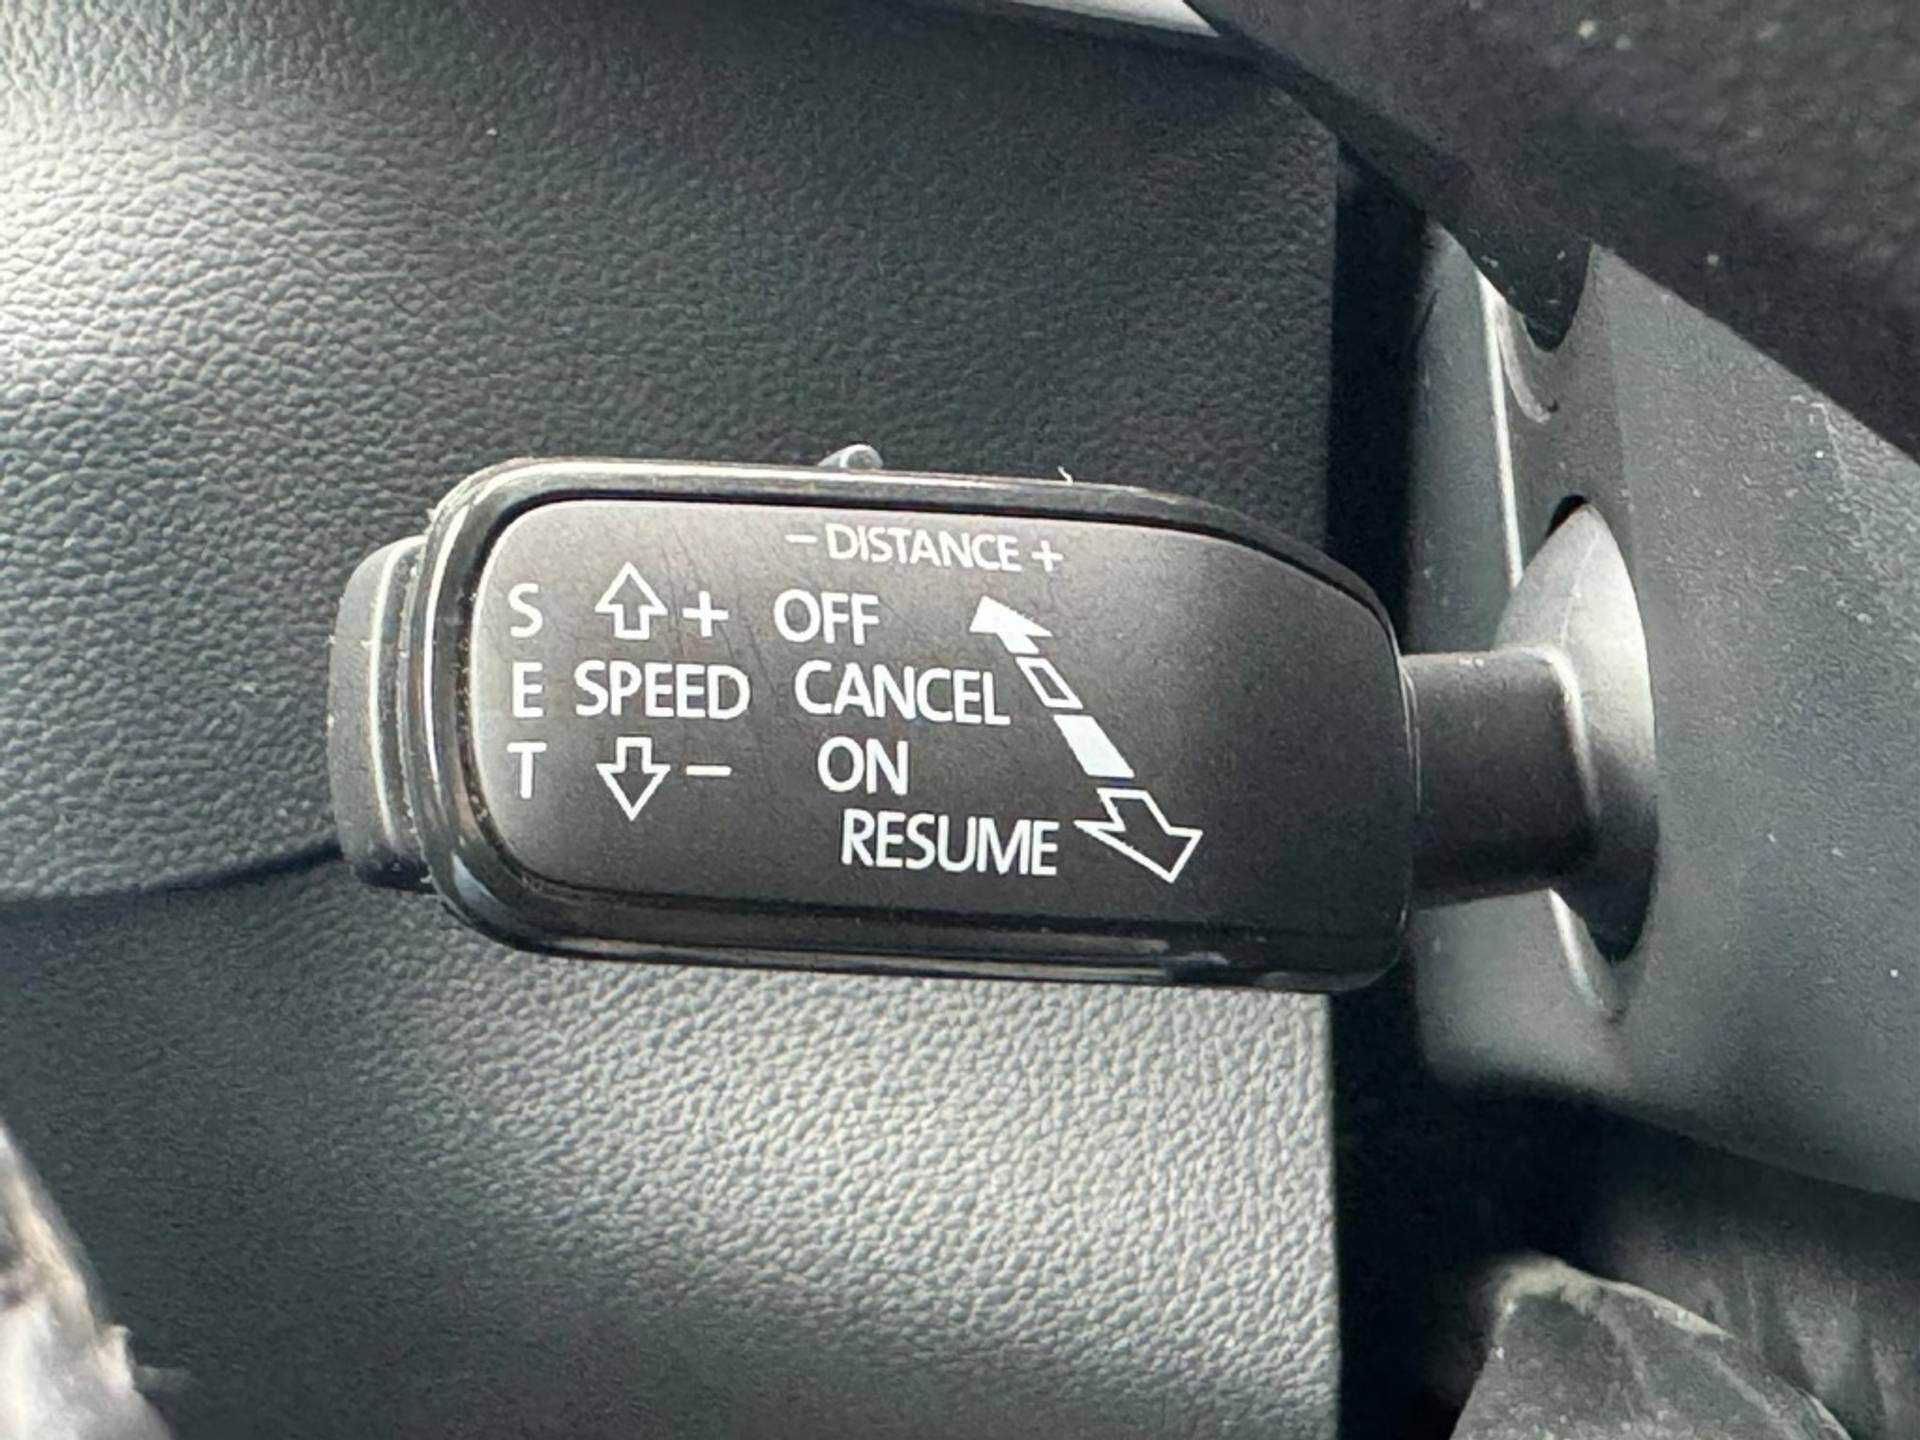 – DISTANCE +
S + OFF
E SPEED CANCEL
T – ON
RESUME